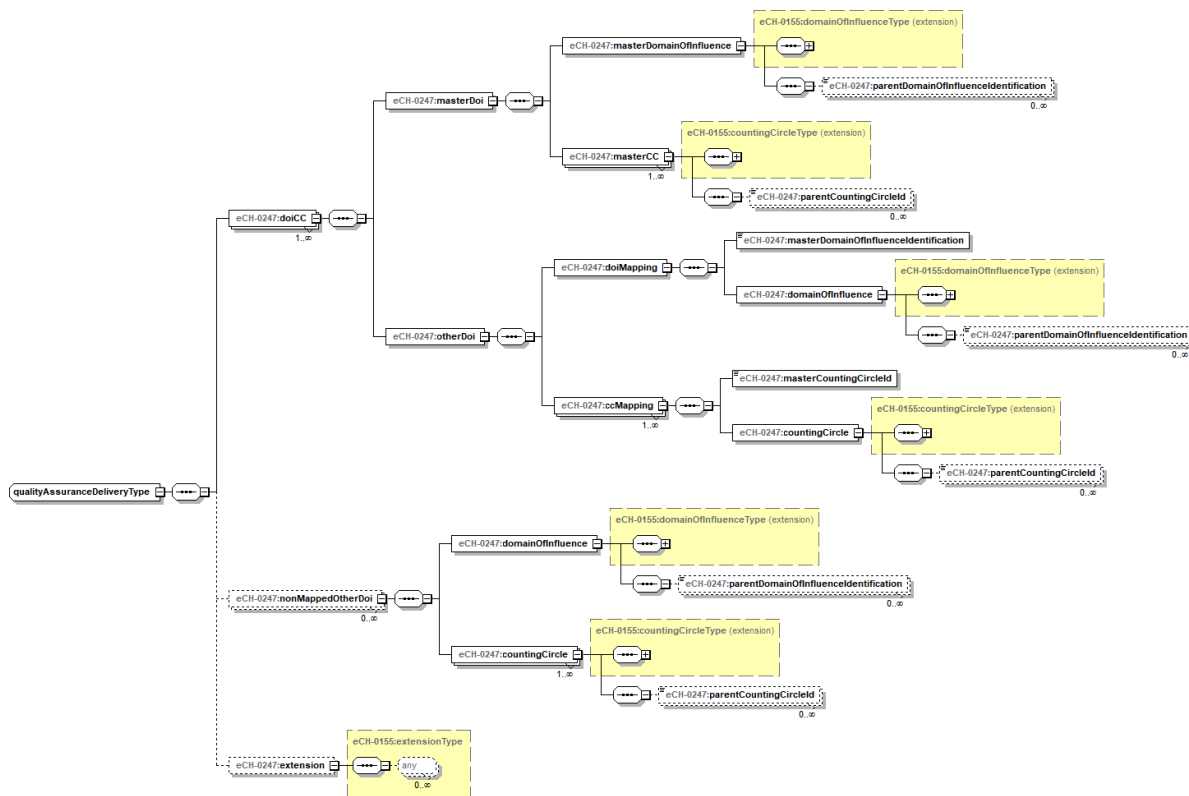 eCH-0155:domainOfInfluenceType (extension)
eCH-0247:masterDomainOfInfluence
eCH-0247:parentDomainOfInfluenceIdentification
0..∞
eCH-0247:masterDoi
eCH-0155:countingCircleType (extension)
eCH-0247:masterCC
1..∞
eCH-0247:parentCountingCircleId
0..∞
eCH-0247:doiCC
1..∞
eCH-0247:masterDomainOfInfluenceIdentification
eCH-0247:doiMapping
eCH-0155:domainOfInfluenceType (extension)
eCH-0247:domainOfInfluence
eCH-0247:otherDoi
eCH-0247:parentDomainOfInfluenceIdentification
0..∞
eCH-0247:masterCountingCircleId
eCH-0247:ccMapping
1..∞
eCH-0155:countingCircleType (extension)
eCH-0247:countingCircle
eCH-0247:parentCountingCircleId
0..∞
qualityAssuranceDeliveryType
eCH-0155:domainOfInfluenceType (extension)
eCH-0247:domainOfInfluence
eCH-0247:parentDomainOfInfluenceIdentification
0..∞
eCH-0247:nonMappedOtherDoi
0..∞
eCH-0155:countingCircleType (extension)
eCH-0247:countingCircle
1..∞
eCH-0247:parentCountingCircleId
0..∞
eCH-0155:extensionType
eCH-0247:extension
any
0..∞